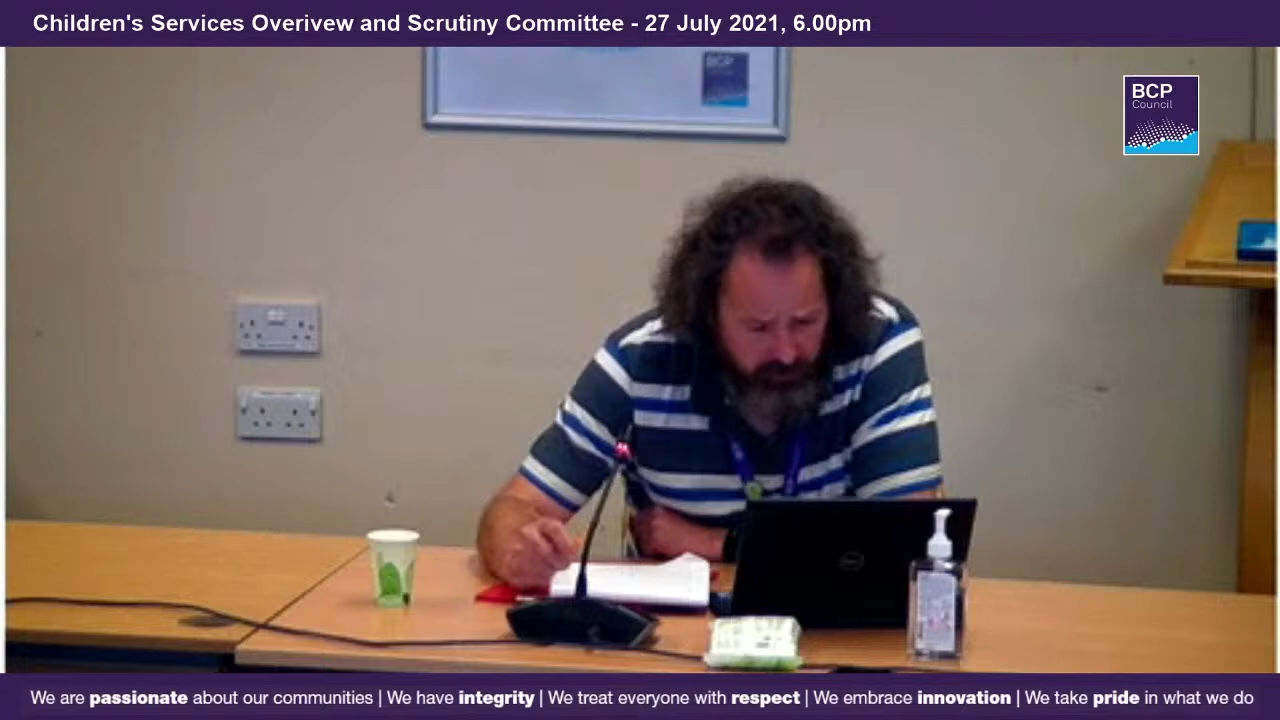 Children's Services Overivew and Scrutiny Committee - 27 July 2021, 6.00pm
BCP
BCP
Council
We are passionate about our communities | We have integrity | We treat everyone with respect | We embrace innovation | We take pride in what we do